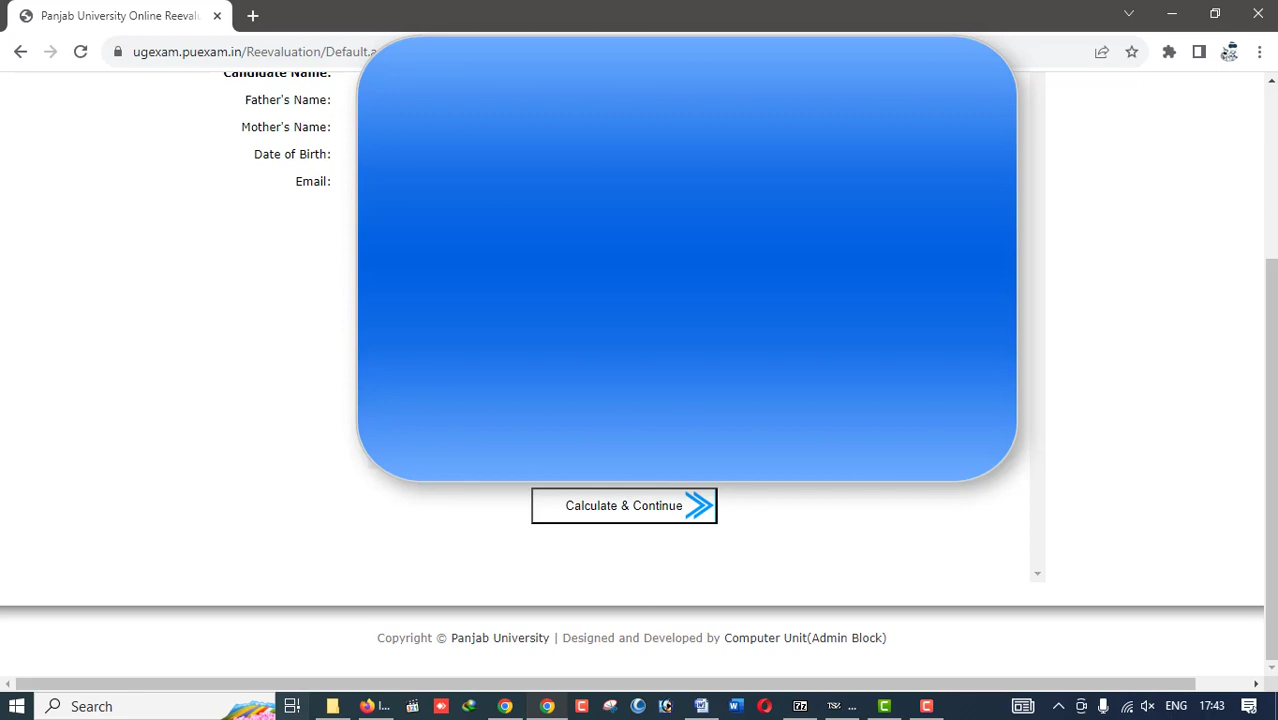 Panjab University Online Reevalu
ugexam.puexam.in/Reevaluation/Default.a
Candidate Name:
Father's Name:
Mother's Name:
Date of Birth:
Email:
Calculate & Continue
Copyright © Panjab University | Designed and Developed by Computer Unit(Admin Block)
Search
ENG
17:43